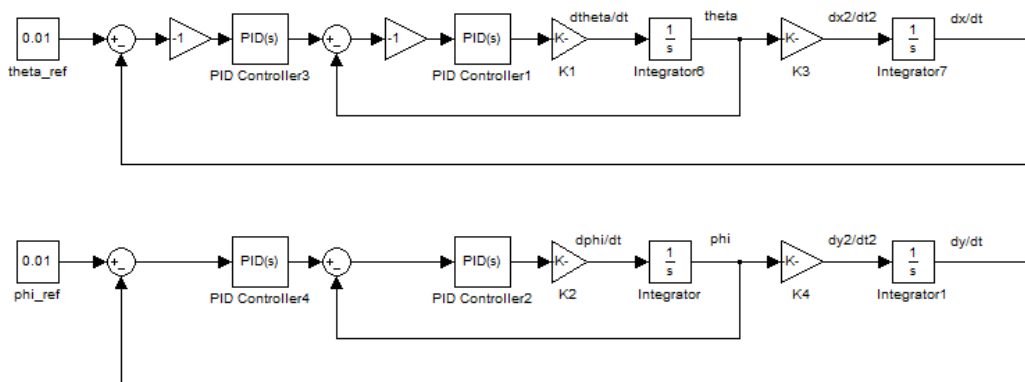 dtheta/dt
theta
dx2/dt2
dx/dt
0.01
+
−
-1
PID(s)
+
−
-1
PID(s)
K-
1
s
K-
1
s
theta_ref
PID Controller3
PID Controller1
K1
Integrator6
K3
Integrator7
dphi/dt
phi
dy2/dt2
dy/dt
0.01
+
−
PID(s)
+
−
PID(s)
K-
1
s
K-
1
s
phi_ref
PID Controller4
PID Controller2
K2
Integrator
K4
Integrator1